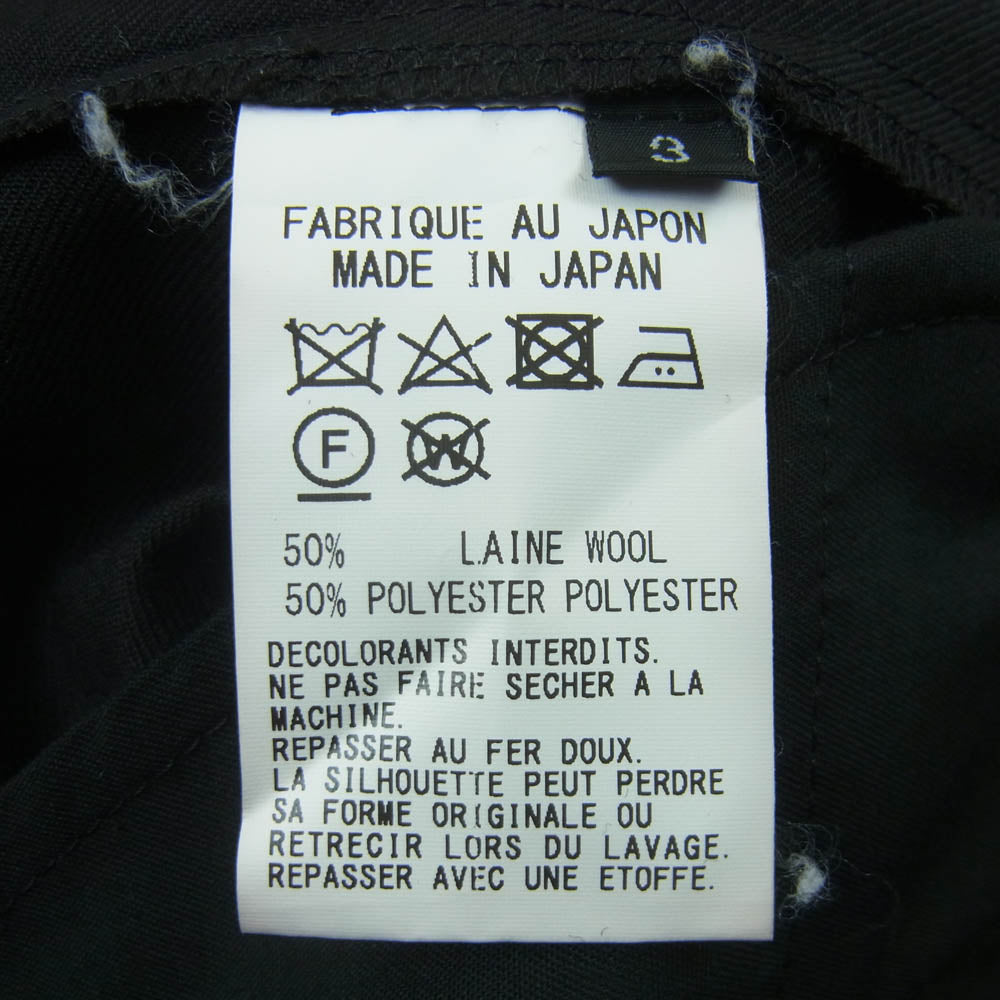 3
FABRIQUE AU JAPON
MADE IN JAPAN
F W
50% LAINE WOOL
50% POLYESTER POLYESTER
DECOLORANTS INTERDITS.
NE PAS FAIRE SECHER A LA
MACHINE.
REPASSER AU FER DOUX.
LA SILHOUETTE PEUT PERDRE
SA FORME ORIGINALE OU
RETRECIR LORS DU LAVAGE.
REPASSER AVEC UNE ETOFFE.